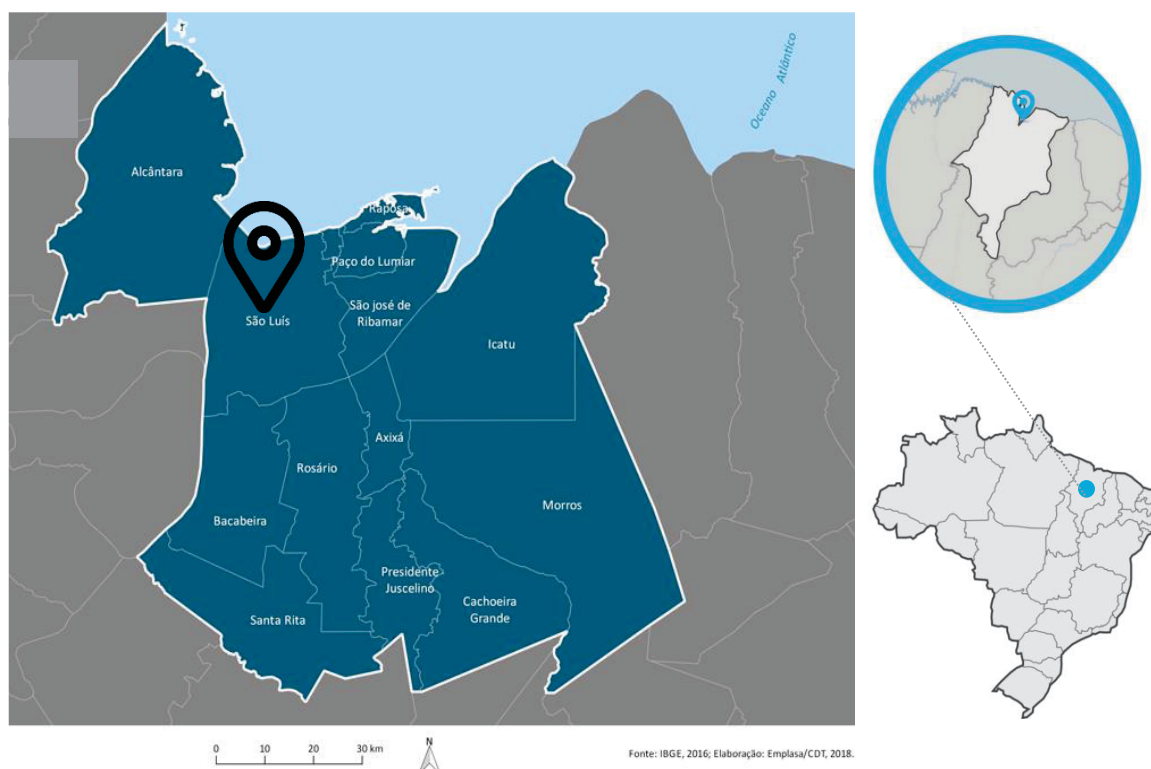 Oceano Atlântico
Alcântara
Raposa
Paço do Lumiar
São Luís
São josé de
Ribamar
Icatu
Axixá
Rosário
Morros
Bacabeira
Presidente
Juscelino
Cachoeira
Grande
Santa Rita
0 10 20 30 km
N
Fonte: IBGE, 2016; Elaboração: Emplasa/CDT, 2018.